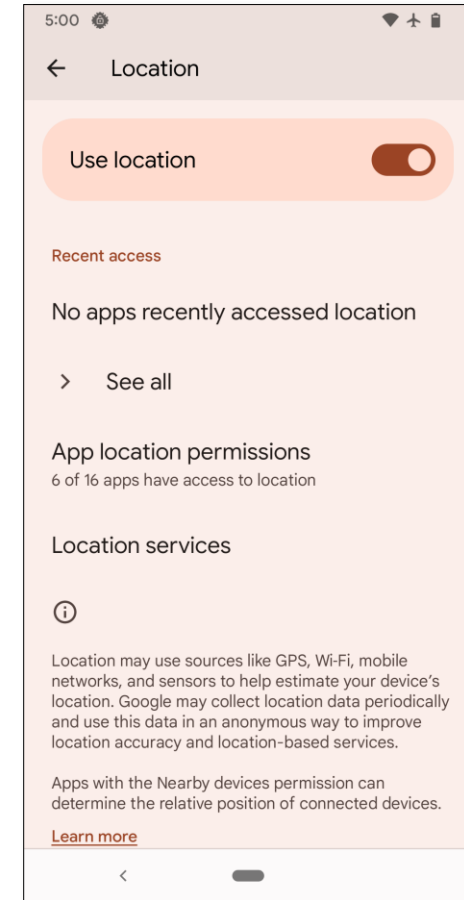 5:00
Location
Use location
Recent access
No apps recently accessed location
See all
App location permissions
6 of 16 apps have access to location
Location services
Location may use sources like GPS, Wi-Fi, mobile
networks, and sensors to help estimate your device's
location. Google may collect location data periodically
and use this data in an anonymous way to improve
location accuracy and location-based services.
Apps with the Nearby devices permission can
determine the relative position of connected devices.
Learn more